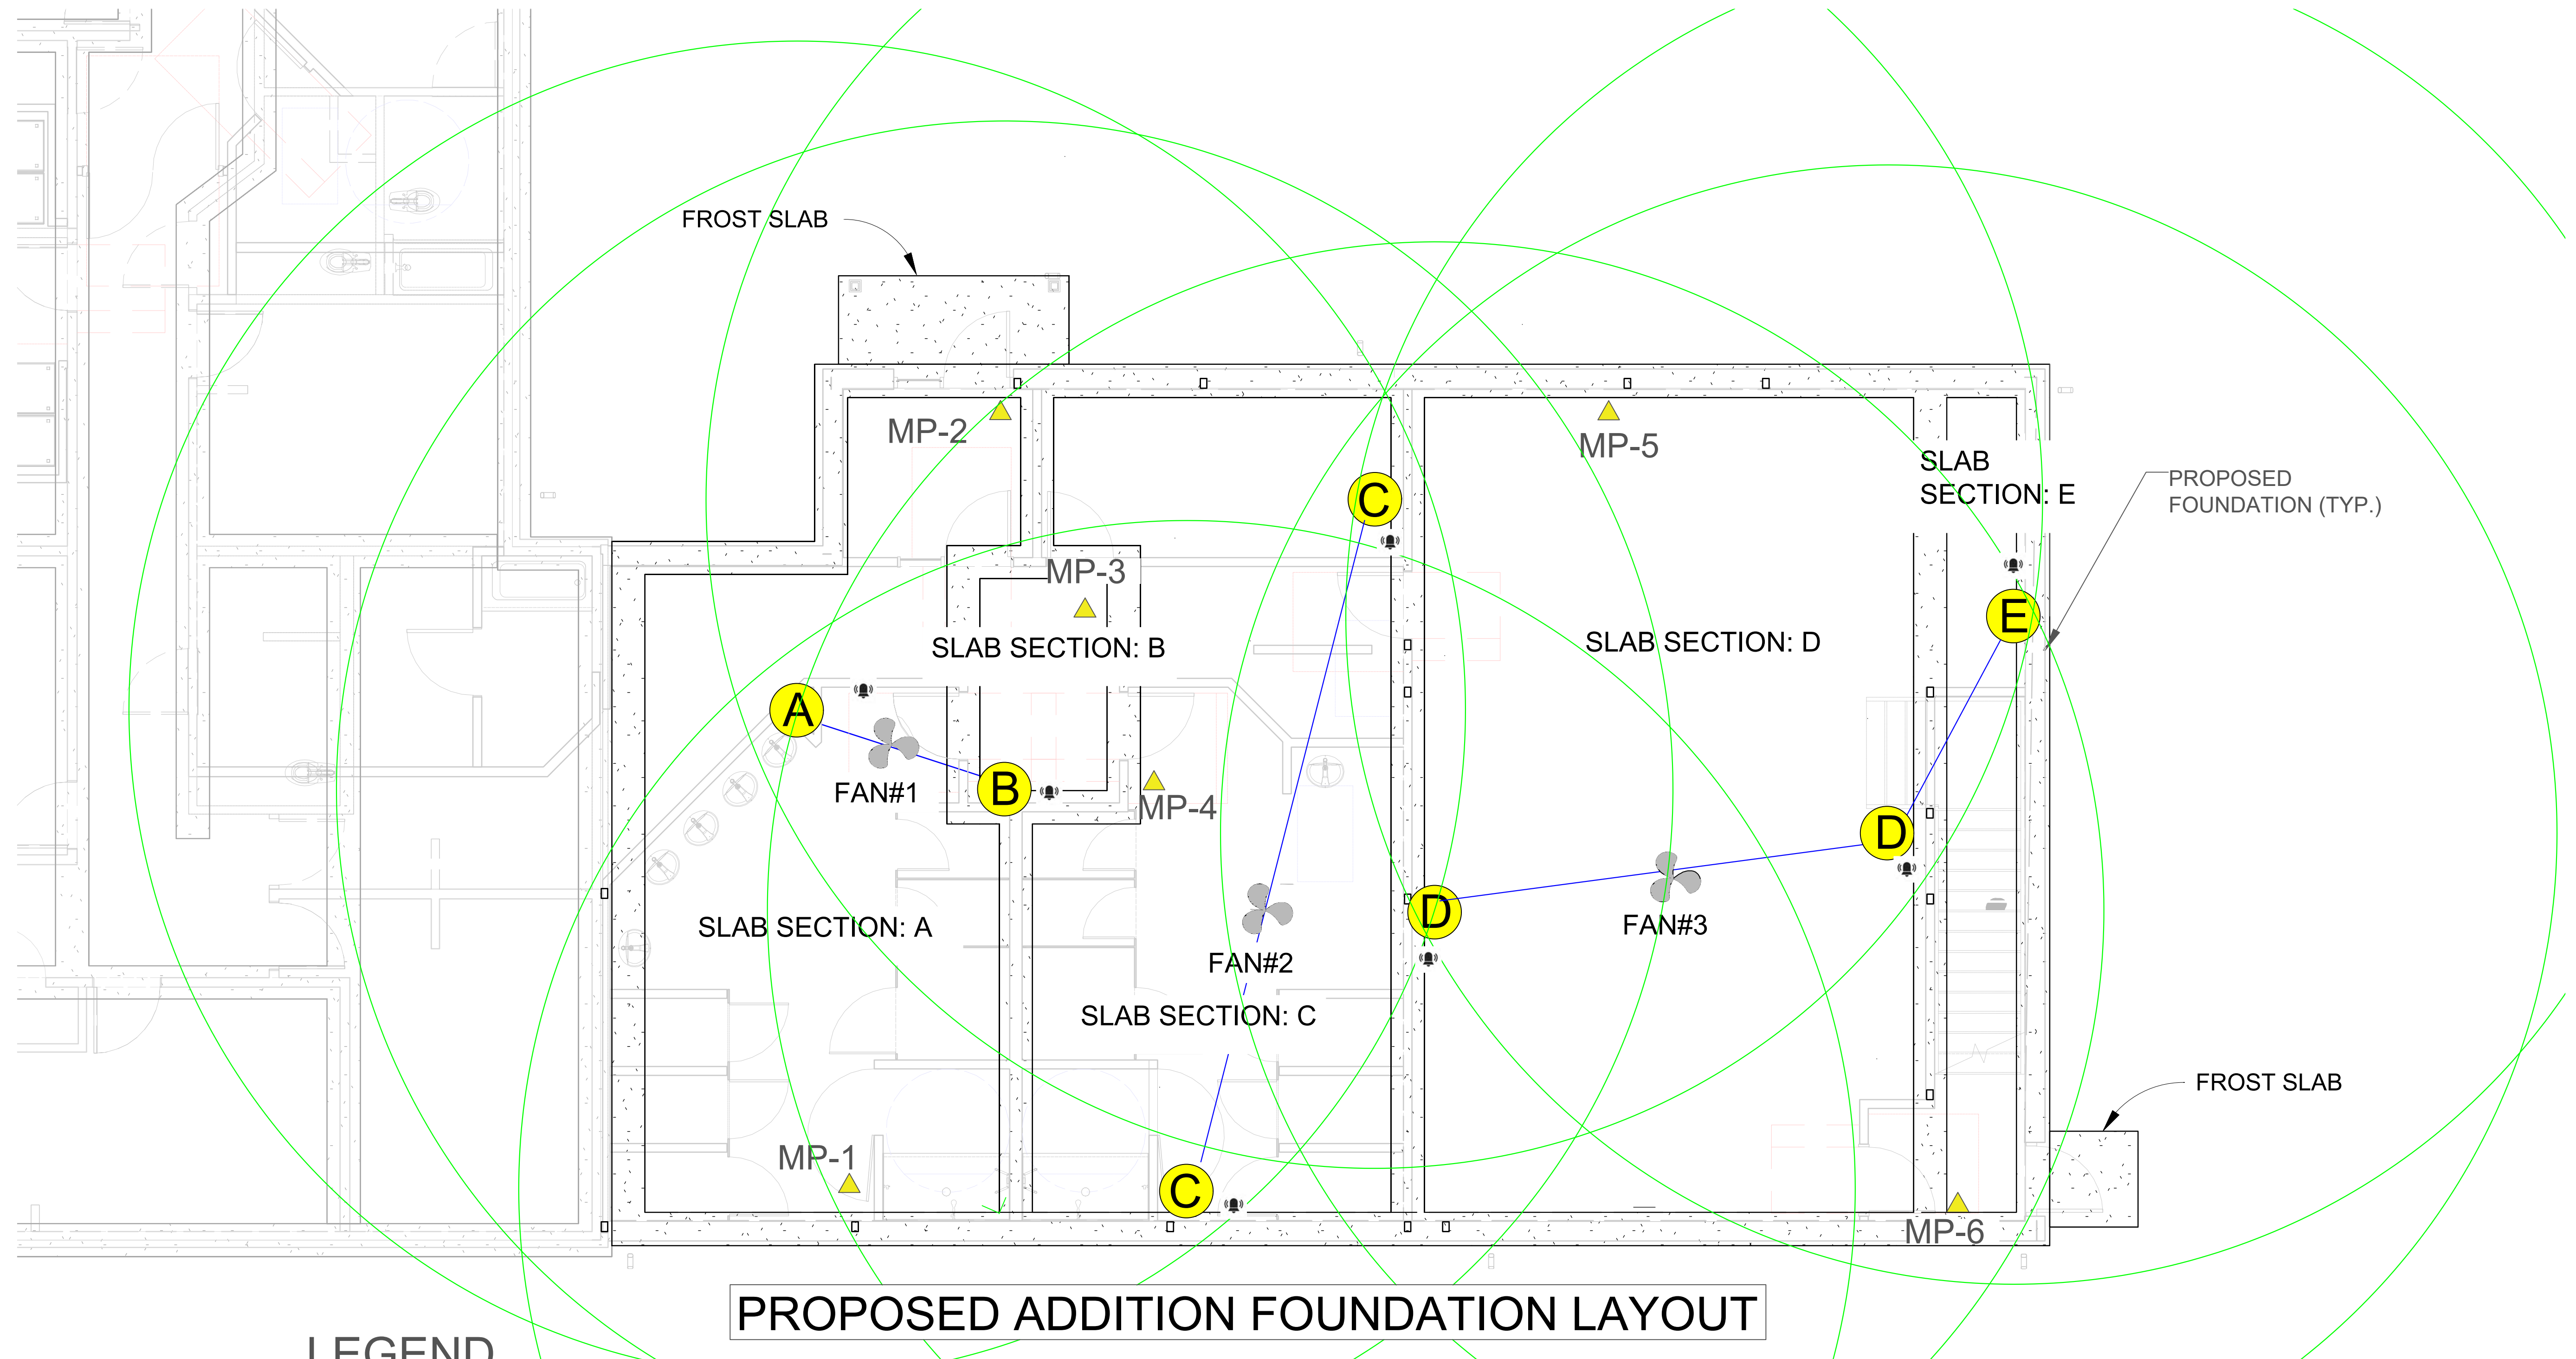 FROST SLAB
MP-2
MP-5
SLAB
SECTION: E
PROPOSED
FOUNDATION (TYP.)
C
MP-3
E
SLAB SECTION: B
SLAB SECTION: D
A
FAN#1
B
MP-4
D
D
SLAB SECTION: A
FAN#2
FAN#3
SLAB SECTION: C
FROST SLAB
MP-1
C
MP-6
PROPOSED ADDITION FOUNDATION LAYOUT
LEGEND